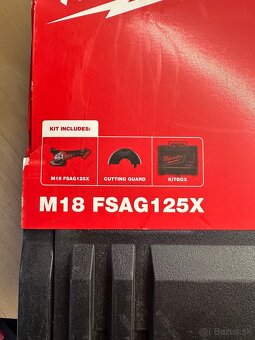 KIT INCLUDES:
M18 FSAG125X
CUTTING GUARD
KITBOX
M18 FSAG125X